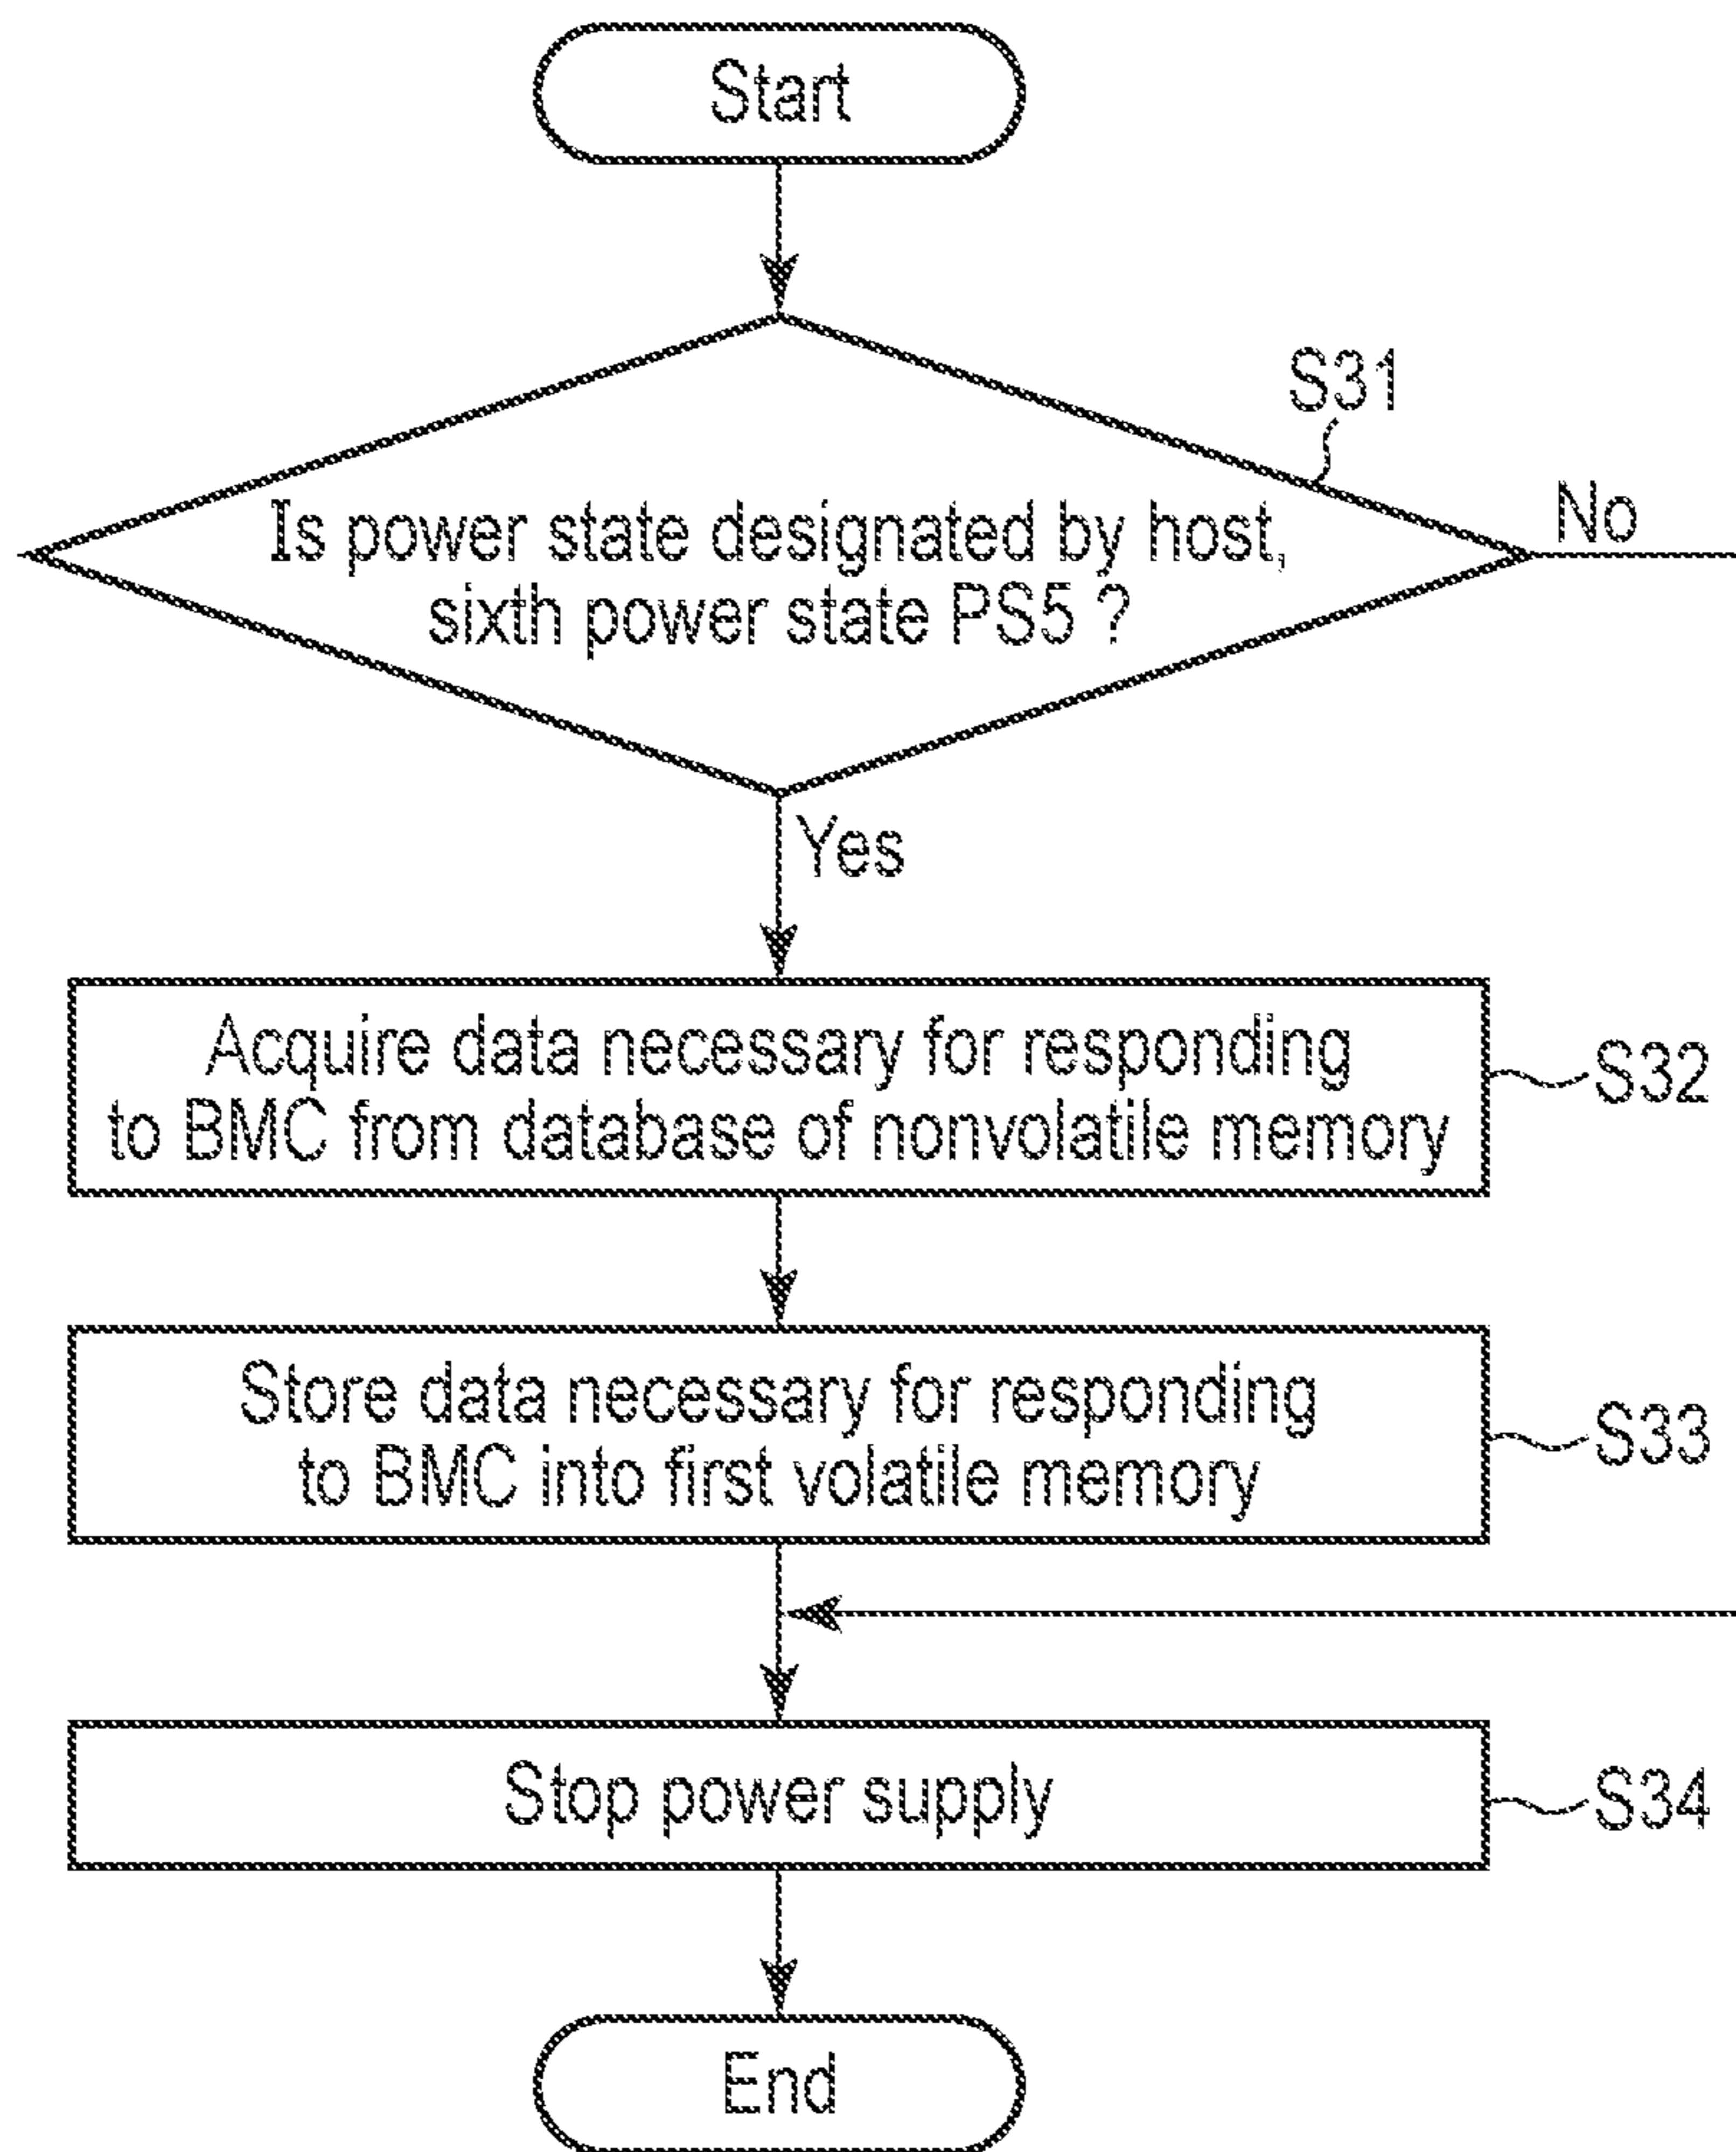 Start
S31
Is power state designated by host,
sixth power state PS5 ?
No
Yes
Acquire data necessary for responding
to BMC from database of nonvolatile memory
S32
Store data necessary for responding
to BMC into first volatile memory
S33
Stop power supply
S34
End